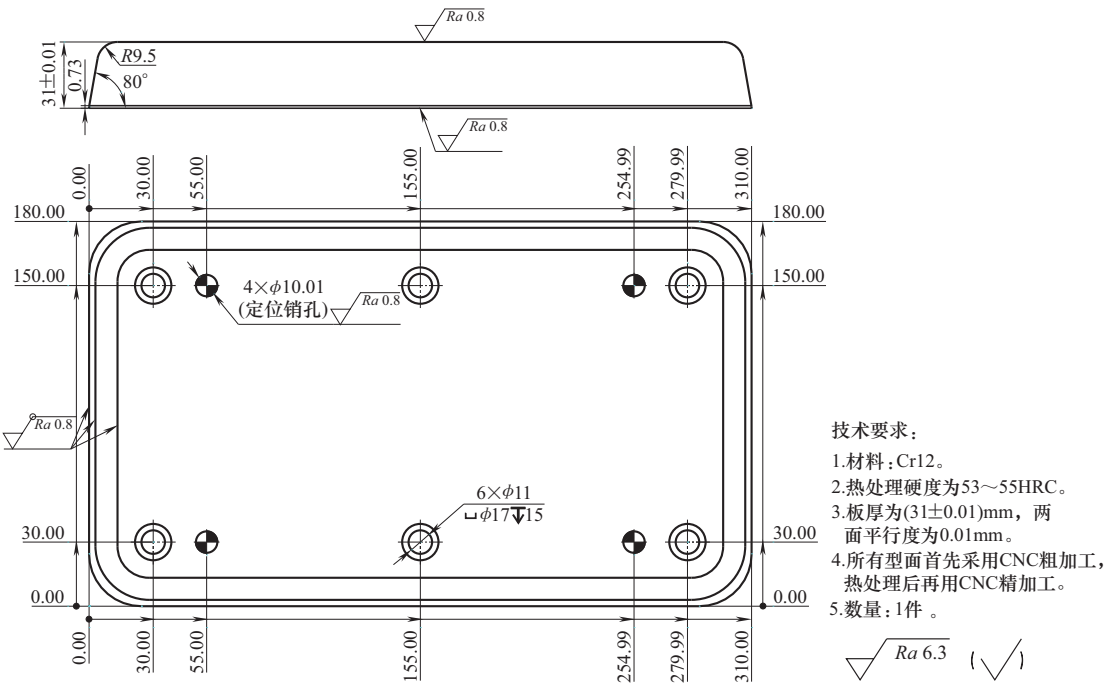 Ra 0.8
31±0.01
0.73
R9.5
80°
Ra 0.8
0.00
30.00
55.00
155.00
254.99
279.99
310.00
180.00
180.00
150.00
150.00
4×ϕ10.01
(定位销孔)
Ra 0.8
Ra 0.8
6×ϕ11
⌴ϕ17↧15
30.00
30.00
0.00
0.00
0.00
30.00
55.00
155.00
254.99
279.99
310.00
技术要求：
1.材料：Cr12。
2.热处理硬度为53～55HRC。
3.板厚为(31±0.01)mm，两
面平行度为0.01mm。
4.所有型面首先采用CNC粗加工，
热处理后再用CNC精加工。
5.数量：1件 。
Ra 6.3 (√)